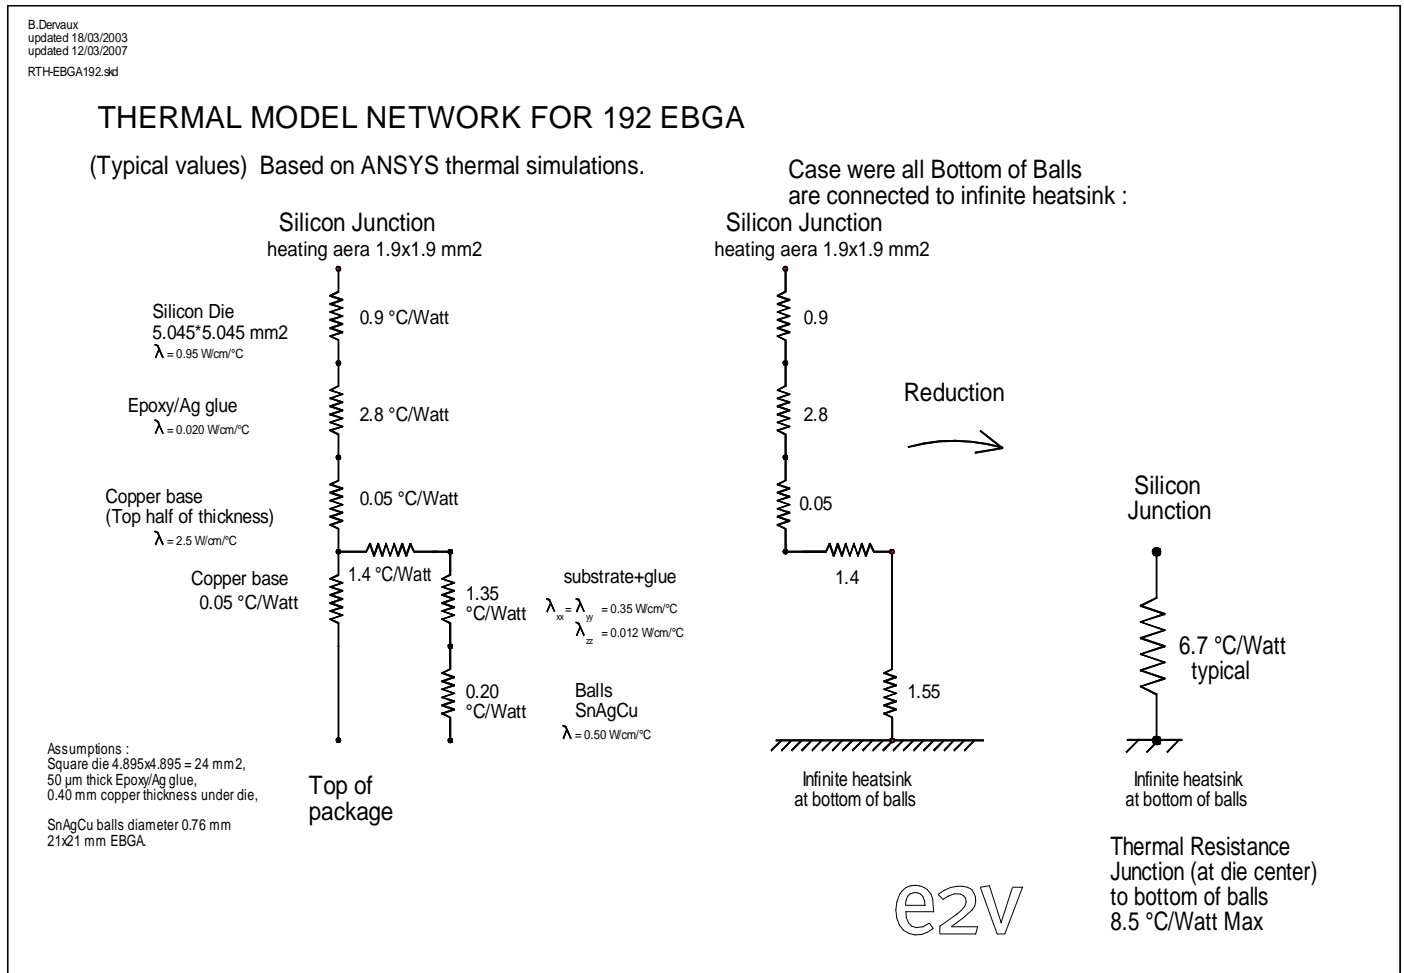 B.Dervaux
updated 18/03/2003
updated 12/03/2007
RTH-EBGA192.skd
THERMAL MODEL NETWORK FOR 192 EBGA
(Typical values) Based on ANSYS thermal simulations.
Silicon Junction
heating aera 1.9x1.9 mm2
Silicon Die
5.045*5.045 mm2
λ = 0.95 W/cm/°C
0.9 °C/Watt
Epoxy/Ag glue
λ = 0.020 W/cm/°C
2.8 °C/Watt
Copper base
(Top half of thickness)
λ = 2.5 W/cm/°C
0.05 °C/Watt
Copper base
0.05 °C/Watt
1.4 °C/Watt
1.35
°C/Watt
substrate+glue
λxx = λyy = 0.35 W/cm/°C
λzz = 0.012 W/cm/°C
0.20
°C/Watt
Balls
SnAgCu
λ = 0.50 W/cm/°C
Top of
package
Assumptions :
Square die 4.895x4.895 = 24 mm2,
50 µm thick Epoxy/Ag glue,
0.40 mm copper thickness under die,
SnAgCu balls diameter 0.76 mm
21x21 mm EBGA.
Case were all Bottom of Balls
are connected to infinite heatsink :
Silicon Junction
heating aera 1.9x1.9 mm2
0.9
2.8
0.05
1.4
1.55
Infinite heatsink
at bottom of balls
Reduction
Silicon
Junction
6.7 °C/Watt
typical
Infinite heatsink
at bottom of balls
Thermal Resistance
Junction (at die center)
to bottom of balls
8.5 °C/Watt Max
e2v